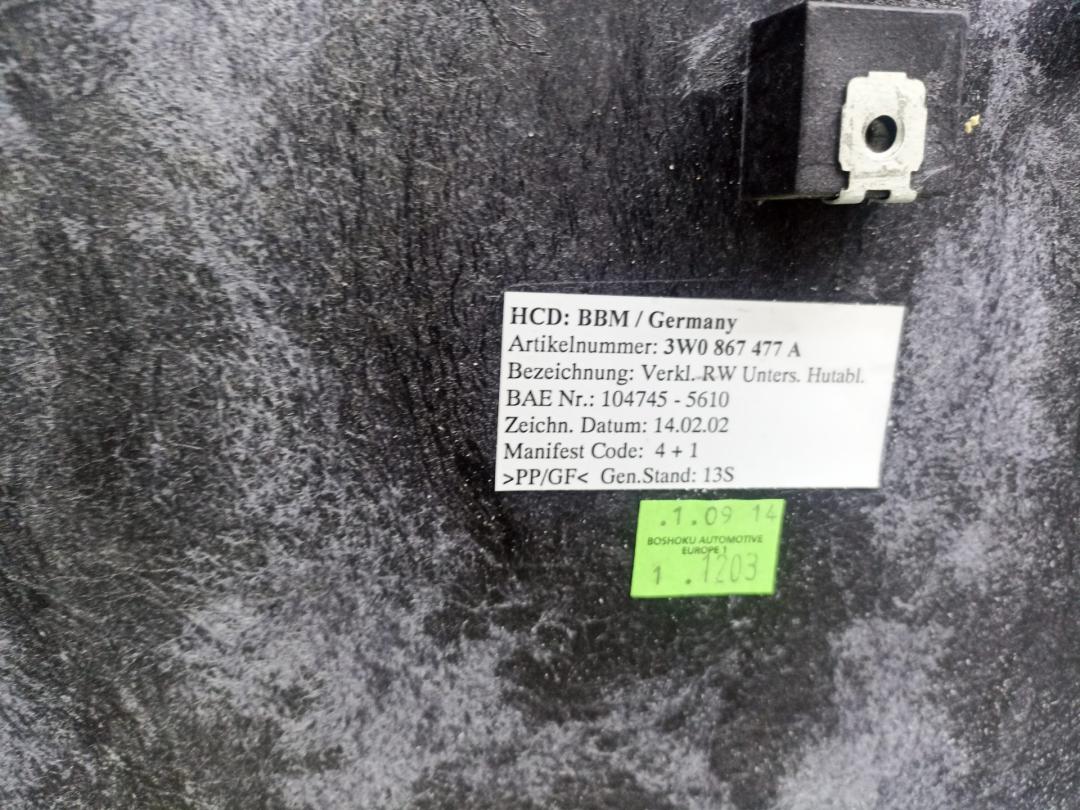 HCD: BBM / Germany
Artikelnummer: 3W0 867 477 A
Bezeichnung: Verkl. RW Unters. Hutabl.
BAE Nr.: 104745 - 5610
Zeichn. Datum: 14.02.02
Manifest Code: 4 + 1
>PP/GF< Gen.Stand: 13S
.1.09 14
BOSHOKU AUTOMOTIVE
EUROPE 1
1 .1203